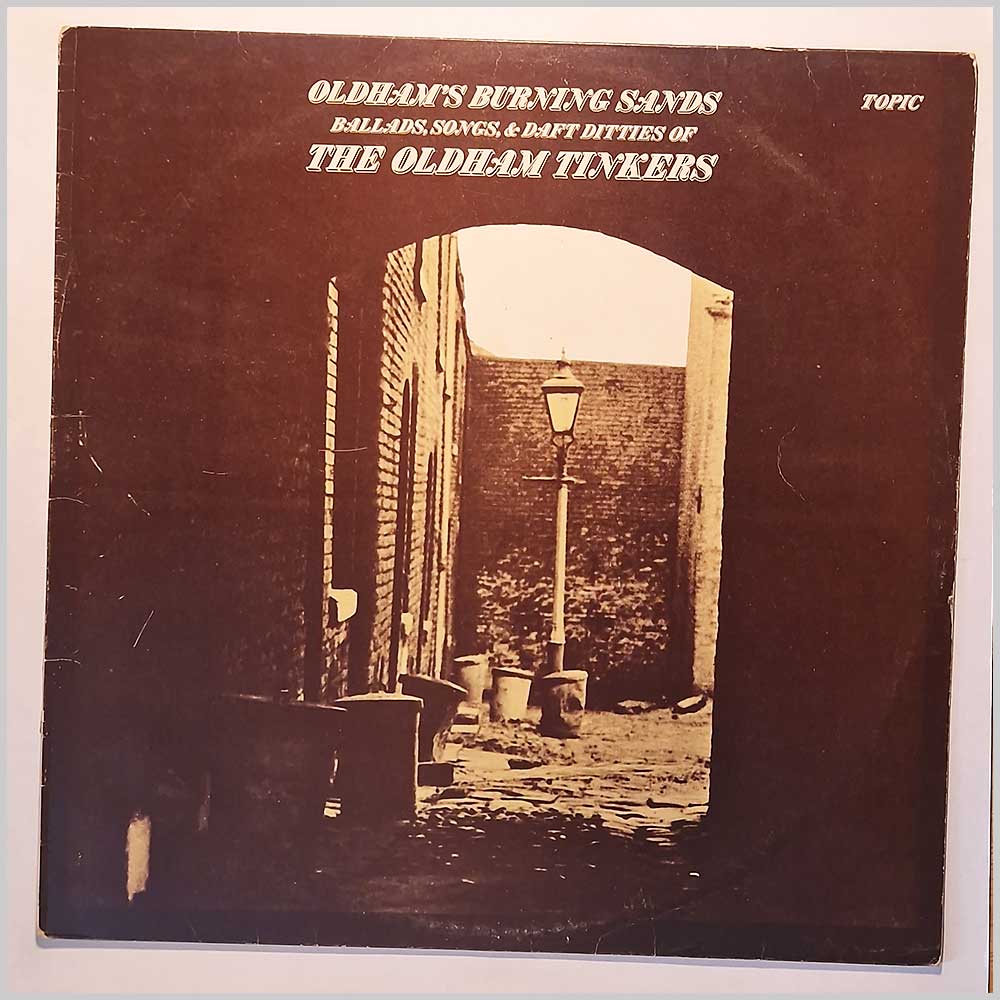 OLDHAM'S BURNING SANDS
BALLADS, SONGS, & DAFT DITTIES OF
THE OLDHAM TINKERS
TOPIC